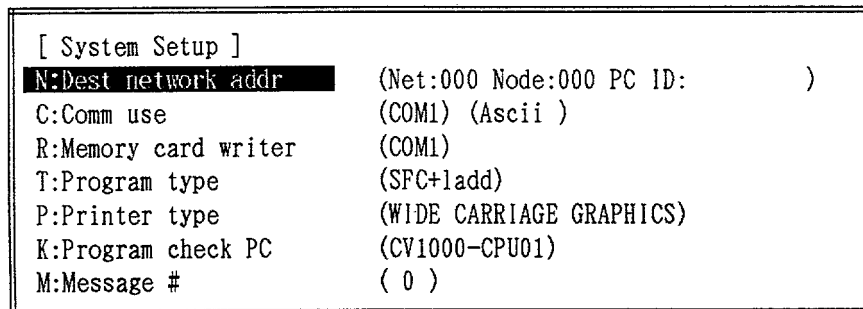 [ System Setup ]
N:Dest network addr (Net:000 Node:000 PC ID: )
C:Comm use (COM1) (Ascii )
R:Memory card writer (COM1)
T:Program type (SFC+ladd)
P:Printer type (WIDE CARRIAGE GRAPHICS)
K:Program check PC (CV1000-CPU01)
M:Message # ( 0 )